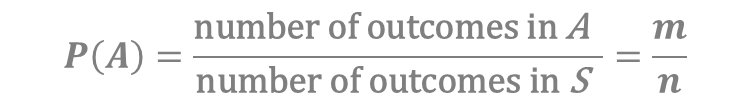 P(A) = number of outcomes in A / number of outcomes in S = m / n